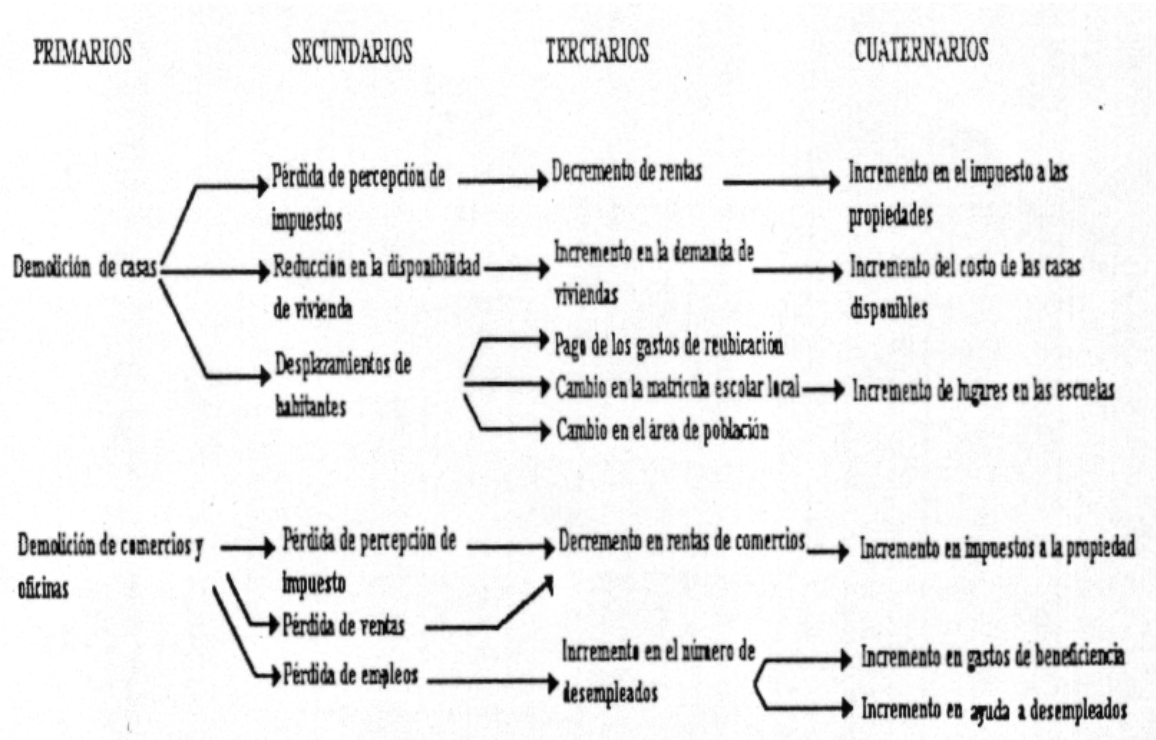 PRIMARIOS SECUNDARIOS TERCIARIOS CUATERNARIOS
Pérdida de percepción de Decremento de rentas Incremento en el impuesto a las
impuestos propiedades
Demolición de casas Reducción en la disponibilidad Incremento en la demanda de Incremento del costo de las casas
de vivienda viviendas disponibles
Desplazamientos de Pago de los gastos de reubicación
habitantes Cambio en la matrícula escolar local Incremento de lugares en las escuelas
Cambio en el área de población
Demolición de comercios y Pérdida de percepción de Decremento en rentas de comercios Incremento en impuestos a la propiedad
oficinas impuesto
Pérdida de ventas
Pérdida de empleos Incremento en el número de Incremento en gastos de beneficiencia
desempleados Incremento en ayuda a desempleados